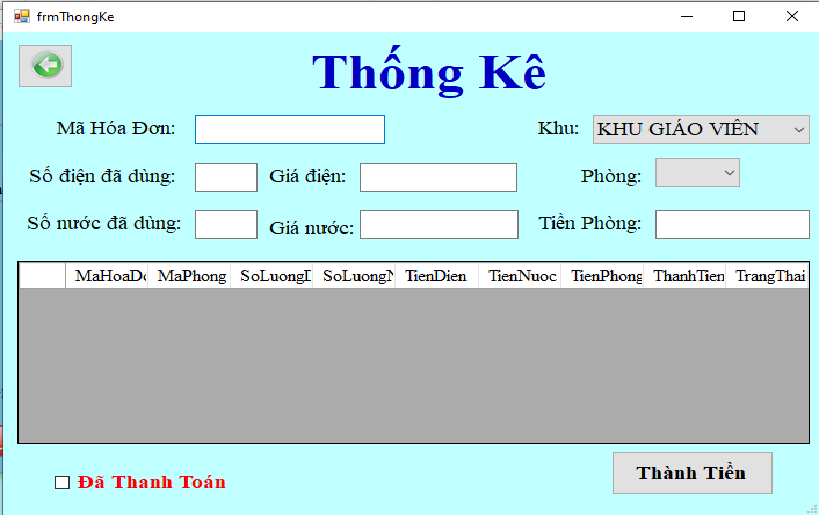 frmThongKe
Thống Kê
Mã Hóa Đơn: Khu: KHU GIÁO VIÊN
Số điện đã dùng: Giá điện: Phòng:
Số nước đã dùng: Giá nước: Tiền Phòng:
MaHoaDo MaPhong SoLuongD SoLuongN TienDien TienNuoc TienPhong ThanhTien TrangThai
Đã Thanh Toán
Thành Tiền